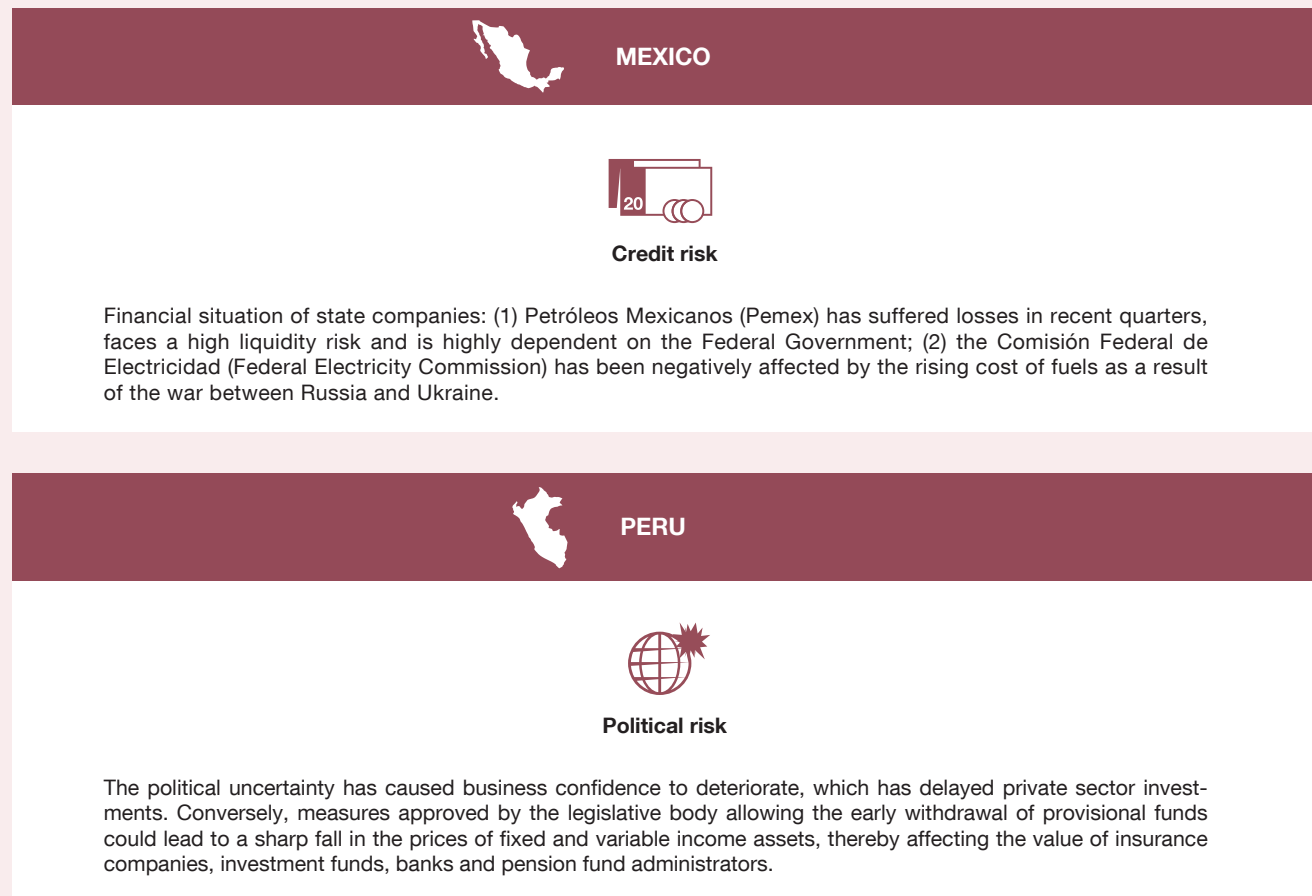 MEXICO
20
Credit risk
Financial situation of state companies: (1) Petróleos Mexicanos (Pemex) has suffered losses in recent quarters,
faces a high liquidity risk and is highly dependent on the Federal Government; (2) the Comisión Federal de
Electricidad (Federal Electricity Commission) has been negatively affected by the rising cost of fuels as a result
of the war between Russia and Ukraine.
PERU
Political risk
The political uncertainty has caused business confidence to deteriorate, which has delayed private sector invest-
ments. Conversely, measures approved by the legislative body allowing the early withdrawal of provisional funds
could lead to a sharp fall in the prices of fixed and variable income assets, thereby affecting the value of insurance
companies, investment funds, banks and pension fund administrators.